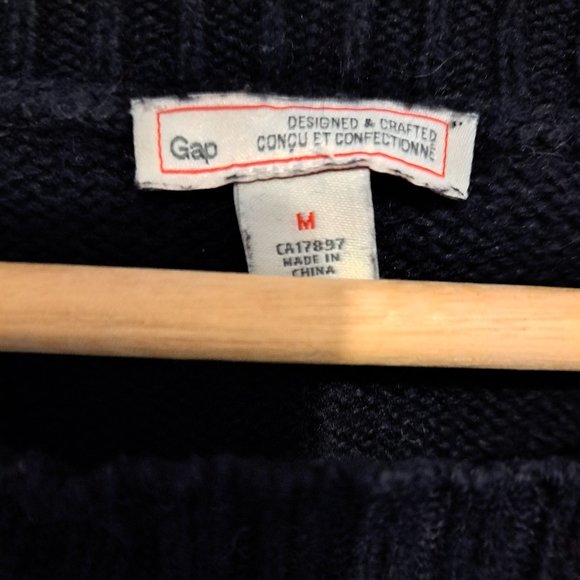 Gap
DESIGNED & CRAFTED
CONÇU ET CONFECTIONNÉ
M
CA17897
MADE IN
CHINA